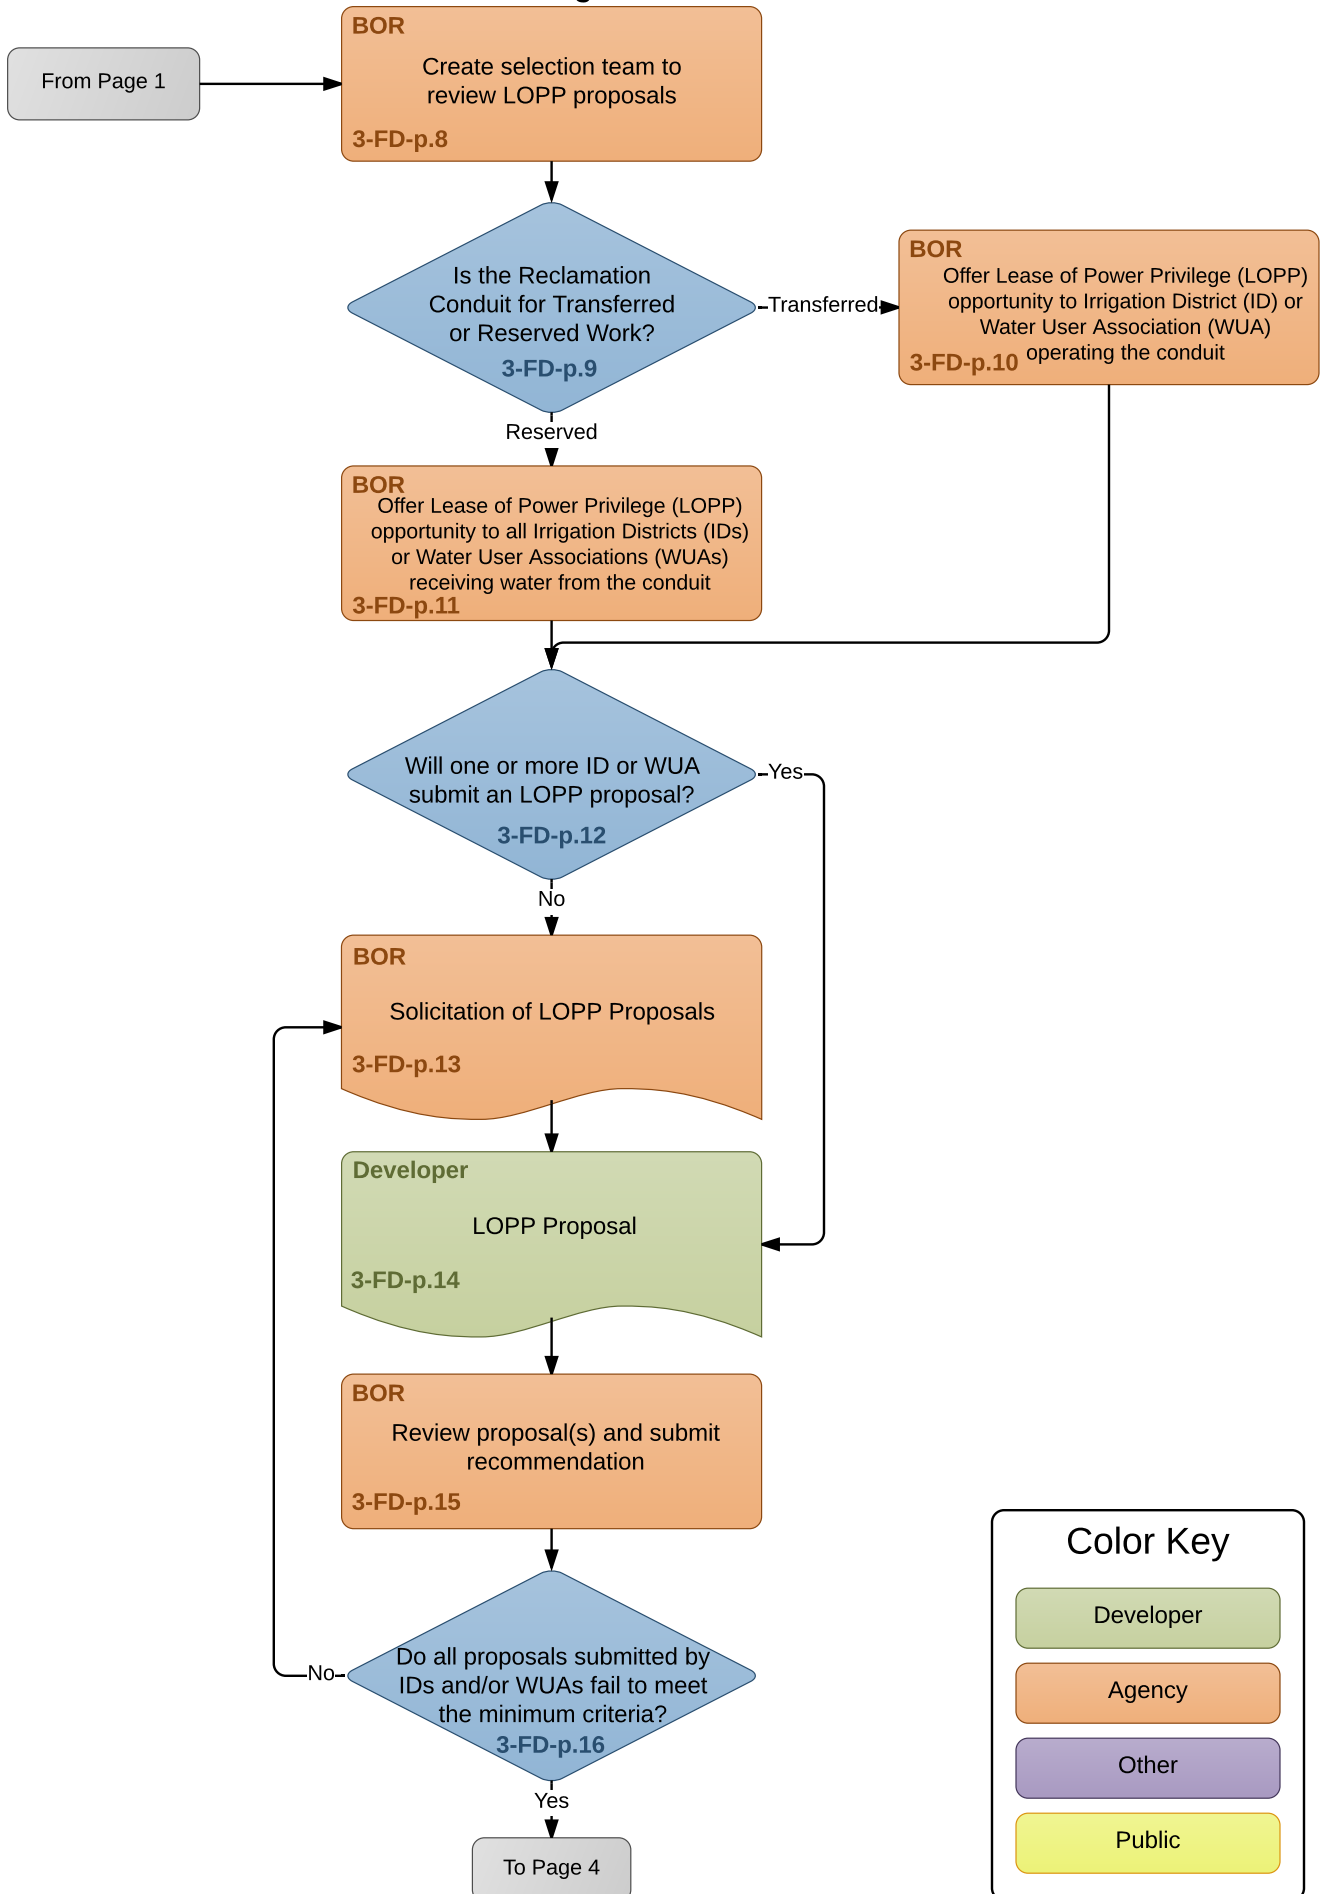 BOR
From Page 1
Create selection team to
review LOPP proposals
3-FD-p.8
Is the Reclamation
Conduit for Transferred
or Reserved Work?
3-FD-p.9
Transferred
BOR
Offer Lease of Power Privilege (LOPP)
opportunity to Irrigation District (ID) or
Water User Association (WUA)
operating the conduit
3-FD-p.10
Reserved
BOR
Offer Lease of Power Privilege (LOPP)
opportunity to all Irrigation Districts (IDs)
or Water User Associations (WUAs)
receiving water from the conduit
3-FD-p.11
Will one or more ID or WUA
submit an LOPP proposal?
3-FD-p.12
Yes
No
BOR
Solicitation of LOPP Proposals
3-FD-p.13
Developer
LOPP Proposal
3-FD-p.14
BOR
Review proposal(s) and submit
recommendation
3-FD-p.15
Do all proposals submitted by
IDs and/or WUAs fail to meet
the minimum criteria?
3-FD-p.16
No
Yes
To Page 4
Color Key
Developer
Agency
Other
Public